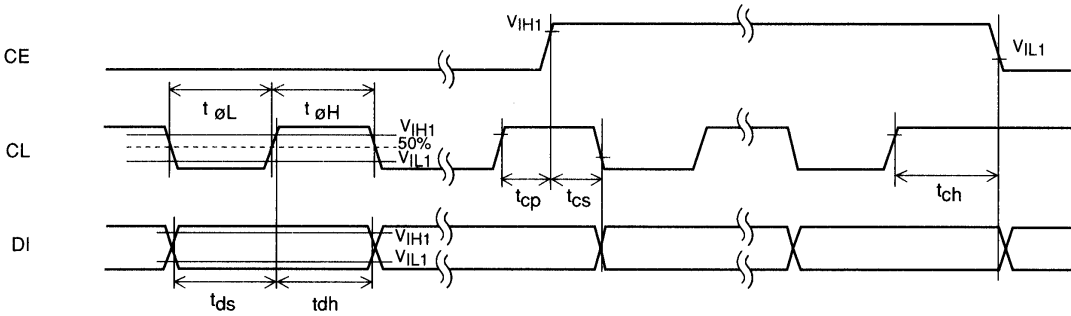 CE
VIH1
VIL1
t øL
t øH
CL
VIH1
50%
VIL1
tcp
tcs
tch
DI
VIH1
VIL1
tds
tdh